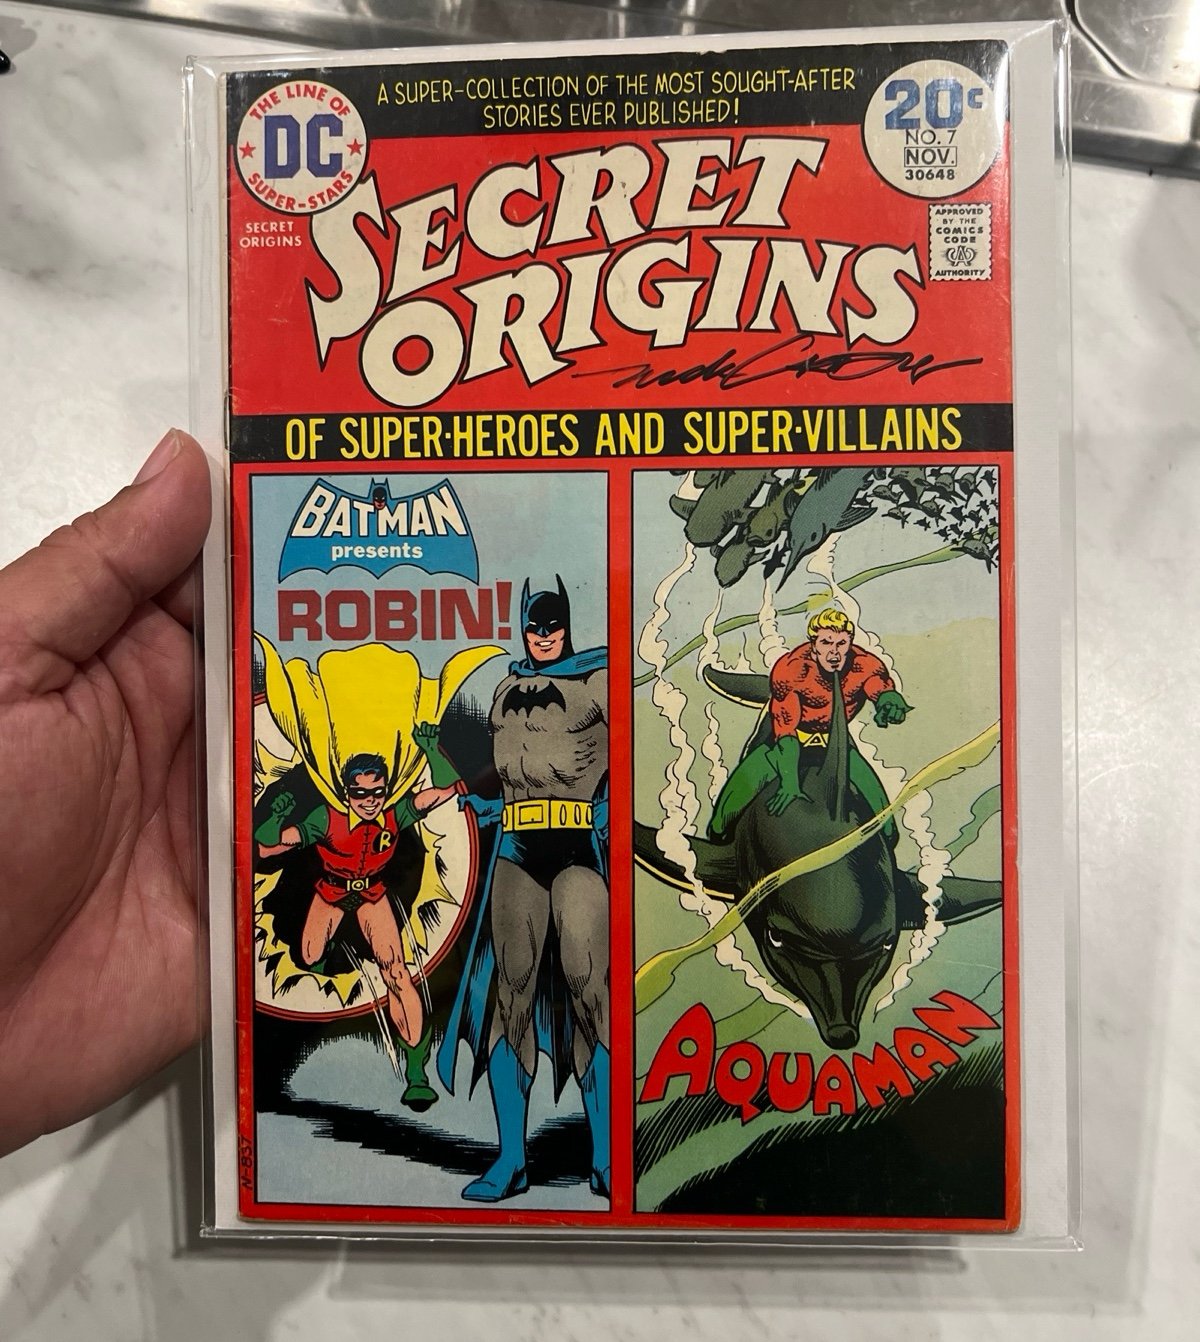 A SUPER-COLLECTION OF THE MOST SOUGHT-AFTER
STORIES EVER PUBLISHED!
THE LINE OF
DC
SUPER-STARS
SECRET
ORIGINS
20¢
NO. 7
NOV.
30648
APPROVED
BY THE
COMICS
CODE
CA
AUTHORITY
SECRET
ORIGINS
OF SUPER-HEROES AND SUPER-VILLAINS
BATMAN
presents
ROBIN!
R
A
AQUAMAN
N-837